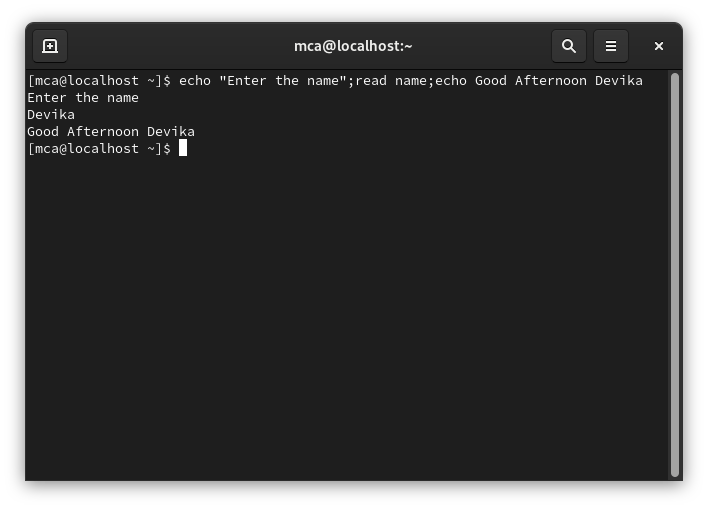 mca@localhost:~
[mca@localhost ~]$ echo "Enter the name";read name;echo Good Afternoon Devika
Enter the name
Devika
Good Afternoon Devika
[mca@localhost ~]$